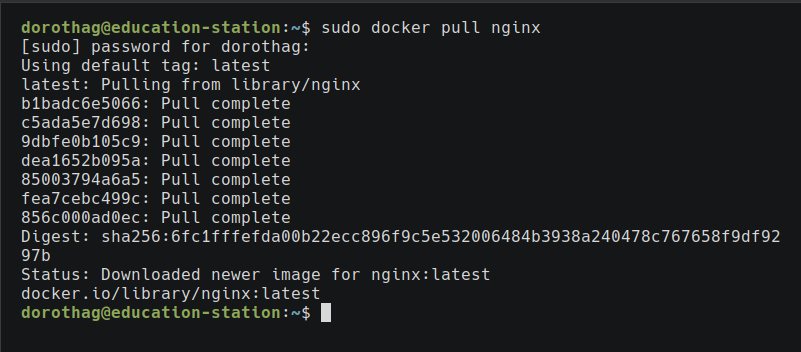 dorothag@education-station:~$ sudo docker pull nginx
[sudo] password for dorothag:
Using default tag: latest
latest: Pulling from library/nginx
b1badc6e5066: Pull complete
c5ada5e7d698: Pull complete
9dbfe0b105c9: Pull complete
dea1652b095a: Pull complete
85003794a6a5: Pull complete
fea7cebc499c: Pull complete
856c000ad0ec: Pull complete
Digest: sha256:6fc1fffefda00b22ecc896f9c5e532006484b3938a240478c767658f9df92
97b
Status: Downloaded newer image for nginx:latest
docker.io/library/nginx:latest
dorothag@education-station:~$